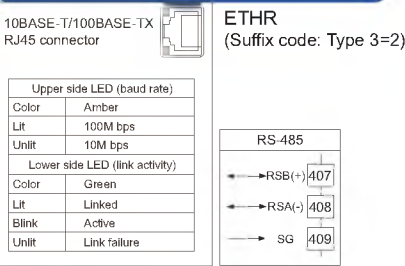 10BASE-T/100BASE-TX
RJ45 connector
ETHR
(Suffix code: Type 3=2)
Upper side LED (baud rate)
Color Amber
Lit 100M bps
Unlit 10M bps
Lower side LED (link activity)
Color Green
Lit Linked
Blink Active
Unlit Link failure
RS-485
RSB(+) 407
RSA(-) 408
SG 409